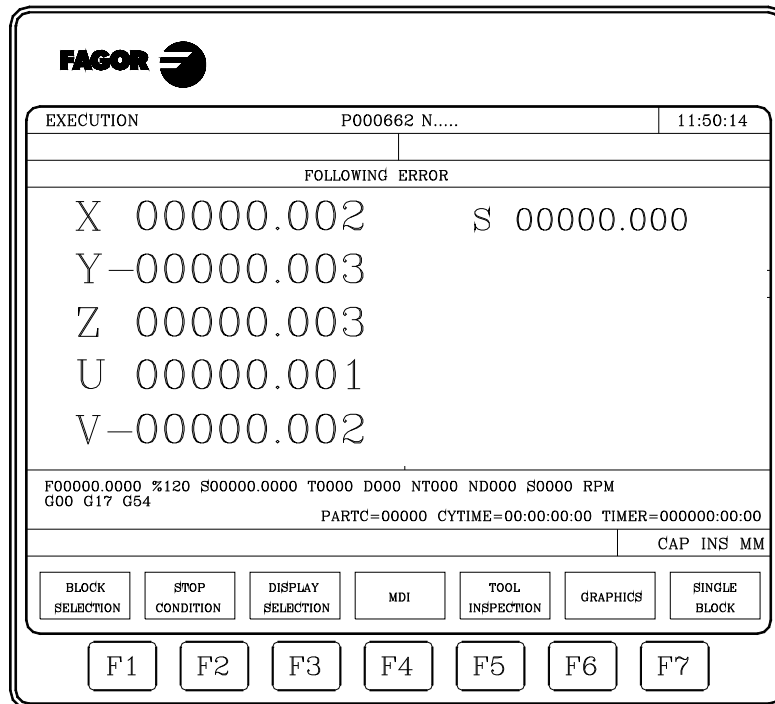 FAGOR
EXECUTION P000662 N..... 11:50:14
FOLLOWING ERROR
X 00000.002 S 00000.000
Y-00000.003
Z 00000.003
U 00000.001
V-00000.002
F00000.0000 %120 S00000.0000 T0000 D000 NT000 ND000 S0000 RPM
G00 G17 G54
PARTC=00000 CYTIME=00:00:00:00 TIMER=000000:00:00
CAP INS MM
BLOCK SELECTION
STOP CONDITION
DISPLAY SELECTION
MDI
TOOL INSPECTION
GRAPHICS
SINGLE BLOCK
F1 F2 F3 F4 F5 F6 F7